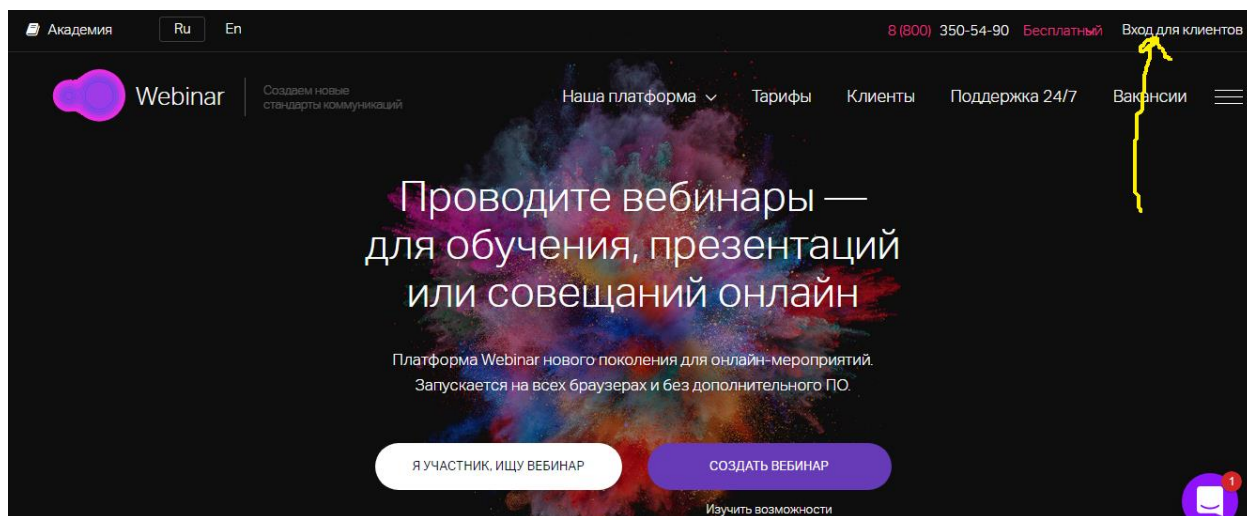 Академия Ru En 8 (800) 350-54-90 Бесплатный Вход для клиентов
Webinar Создаем новые
стандарты коммуникаций
Наша платформа Тарифы Клиенты Поддержка 24/7 Вакансии
Проводите вебинары —
для обучения, презентаций
или совещаний онлайн
Платформа Webinar нового поколения для онлайн-мероприятий.
Запускается на всех браузерах и без дополнительного ПО.
Я УЧАСТНИК, ИЩУ ВЕБИНАР СОЗДАТЬ ВЕБИНАР
Изучить возможности
1